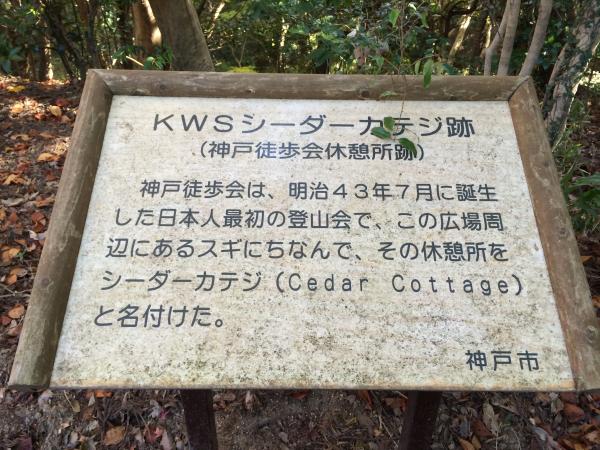 KWSシーダーカテジ跡
(神戸徒歩会休憩所跡)
神戸徒歩会は、明治43年7月に誕生
した日本人最初の登山会で、この広場周
辺にあるスギにちなんで、その休憩所を
シーダーカテジ(Cedar Cottage)
と名付けた。
神戸市